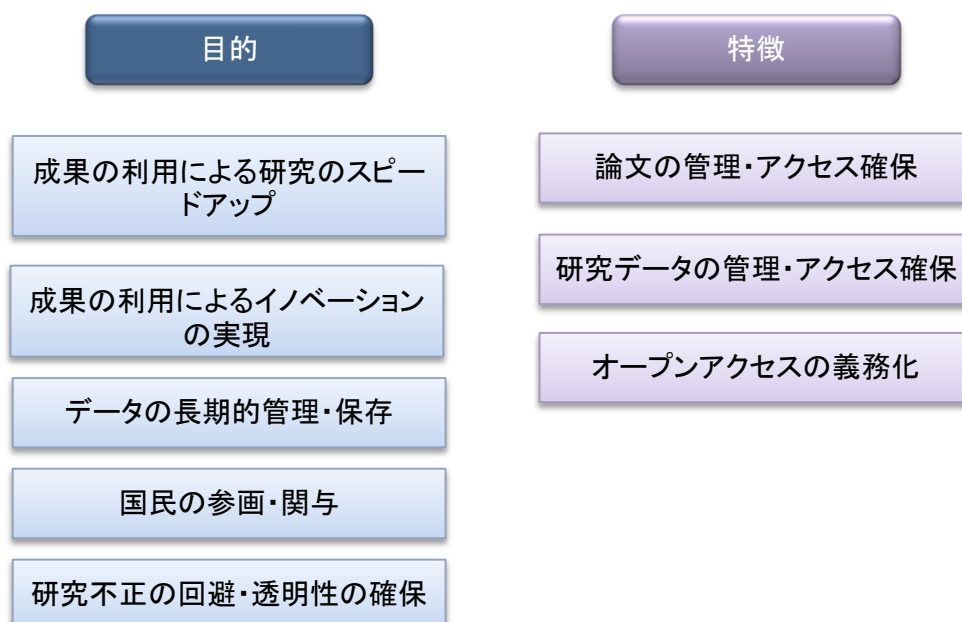 目的
成果の利用による研究のスピー
ドアップ
成果の利用によるイノベーション
の実現
データの長期的管理・保存
国民の参画・関与
研究不正の回避・透明性の確保
特徴
論文の管理・アクセス確保
研究データの管理・アクセス確保
オープンアクセスの義務化